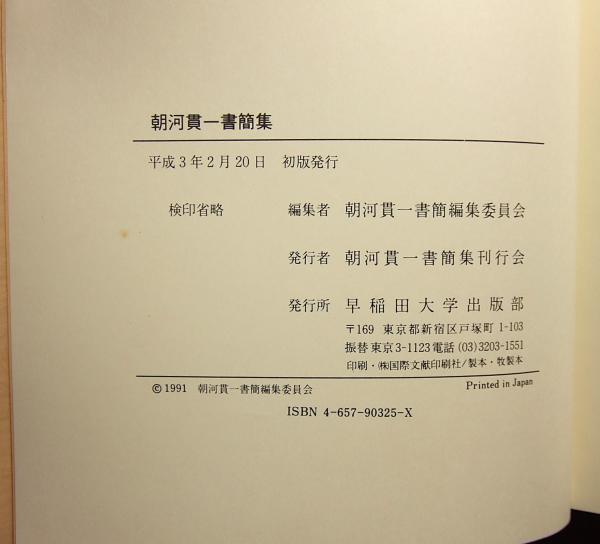 朝河貫一書簡集
平成3年2月20日 初版発行
検印省略 編集者 朝河貫一書簡編集委員会
発行者 朝河貫一書簡集刊行会
発行所 早稲田大学出版部
〒169 東京都新宿区戸塚町1-103
振替東京3-1123電話(03)3203-1551
印刷・㈱国際文献印刷社/製本・牧製本
©1991 朝河貫一書簡編集委員会 Printed in Japan
ISBN 4-657-90325-X